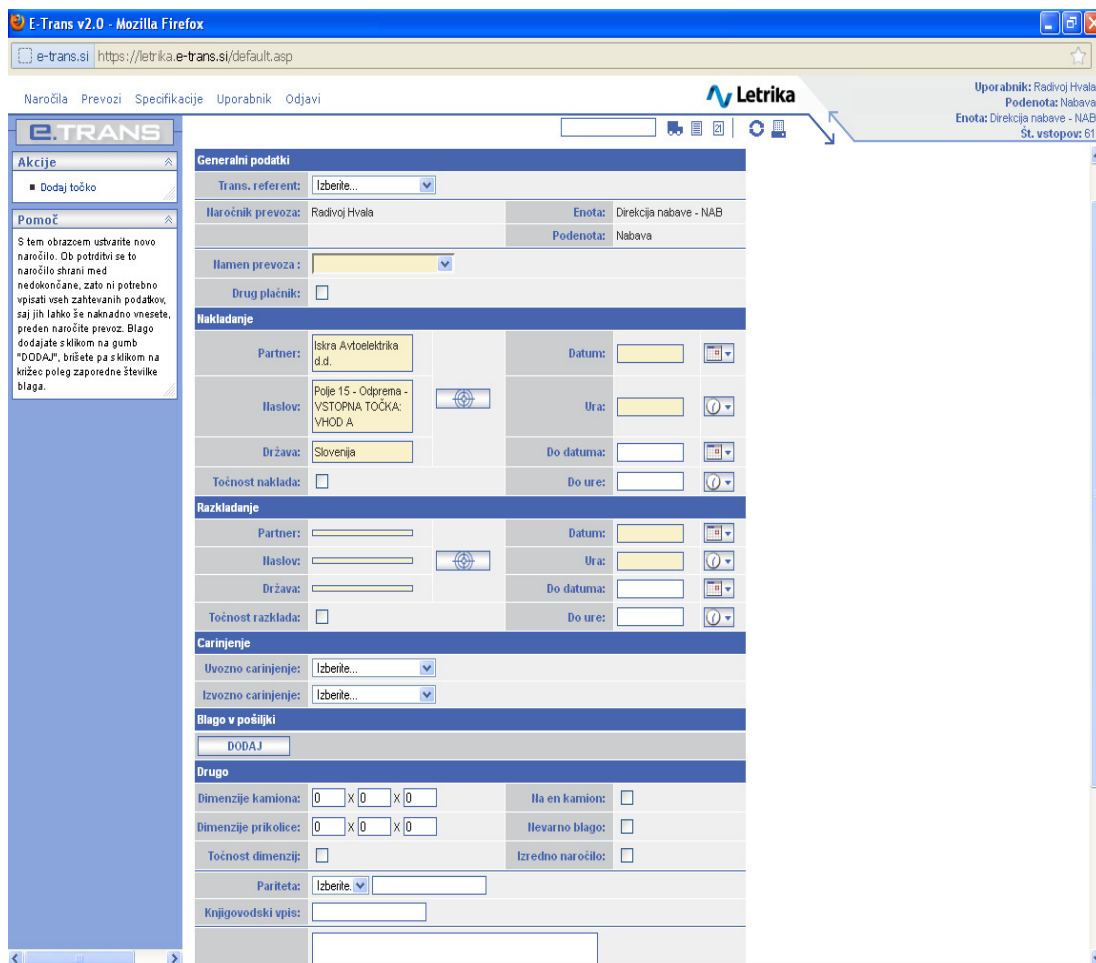 E-Trans v2.0 - Mozilla Firefox
e-trans.si https://letrika.e-trans.si/default.asp
Naročila Prevozi Specifikacije Uporabnik Odjavi
Letrika
Uporabnik: Radivoj Hvala
Podenota: Nabava
Enota: Direkcija nabave - NAB
Št. vstopov: 61
e.TRANS
Akcije
Dodaj točko
Pomoč
S tem obrazcem ustvarite novo
naročilo. Ob potrditvi se to
naročilo shrani med
nedokončane, zato ni potrebno
vpisati vseh zahtevanih podatkov,
saj jih lahko še naknadno vnesete,
preden naročite prevoz. Blago
dodajate s klikom na gumb
"DODAJ", brišete pa s klikom na
križec poleg zaporedne številke
blaga.
Generalni podatki
Trans. referent: Izberite...
Naročnik prevoza: Radivoj Hvala Enota: Direkcija nabave - NAB
Podenota: Nabava
Namen prevoza :
Drug plačnik:
Nakladanje
Partner: Iskra Avtoelektrika
d.d.
Datum:
Naslov: Polje 15 - Odprema -
VSTOPNA TOČKA:
VHOD A
Ura:
Država: Slovenija Do datuma:
Točnost naklada: Do ure:
Razkladanje
Partner: Datum:
Naslov: Ura:
Država: Do datuma:
Točnost razklada: Do ure:
Carinjenje
Uvozno carinjenje: Izberite...
Izvozno carinjenje: Izberite...
Blago v pošiljki
DODAJ
Drugo
Dimenzije kamiona: 0 X 0 X 0 Na en kamion:
Dimenzije prikolice: 0 X 0 X 0 Nevarno blago:
Točnost dimenzij: Izredno naročilo:
Pariteta: Izberite.
Knjigovodski vpis: